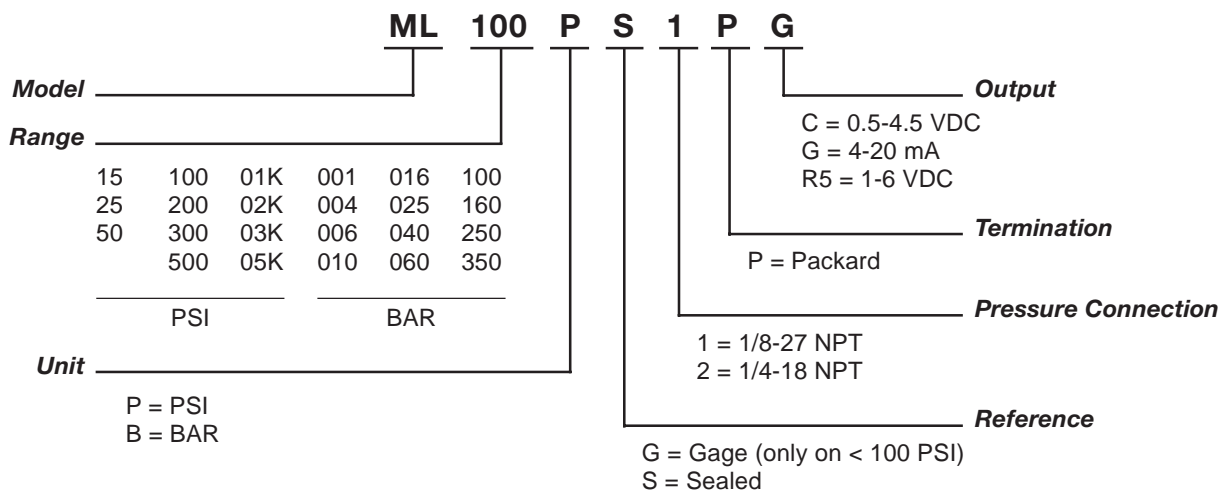 ML 100 P S 1 P G
Model
Output
C = 0.5-4.5 VDC
G = 4-20 mA
R5 = 1-6 VDC
Range
15 100 01K 001 016 100
25 200 02K 004 025 160
50 300 03K 006 040 250
500 05K 010 060 350
PSI BAR
Termination
P = Packard
Pressure Connection
1 = 1/8-27 NPT
2 = 1/4-18 NPT
Unit
P = PSI
B = BAR
Reference
G = Gage (only on < 100 PSI)
S = Sealed